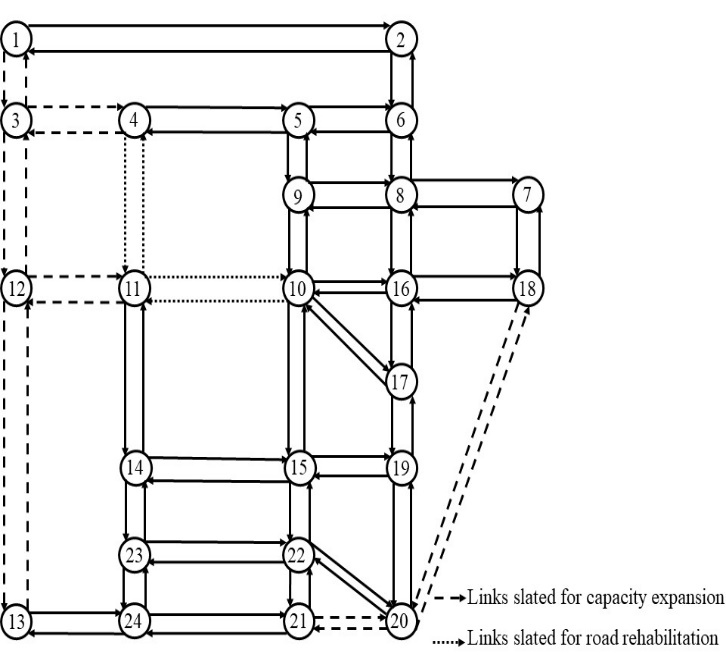 1 2
3 4 5 6
9 8 7
12 11 10 16 18
17
14 15 19
23 22
Links slated for capacity expansion
13 24 21 20
Links slated for road rehabilitation